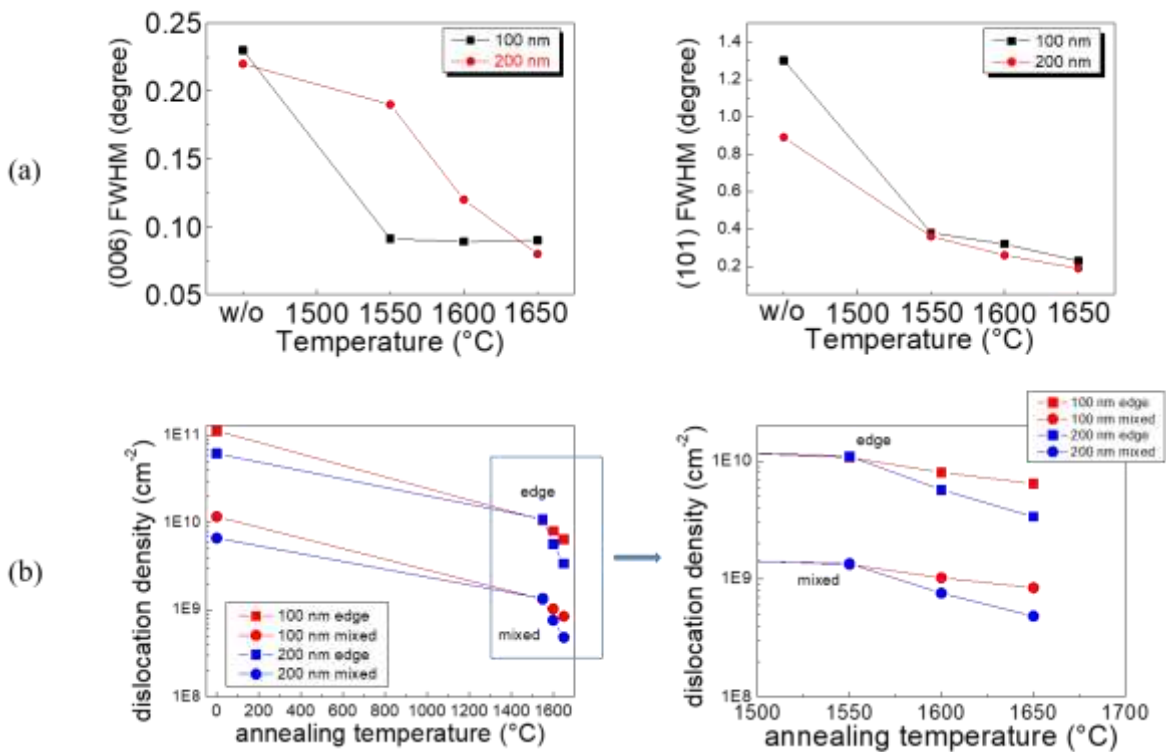 (a)
(006) FWHM (degree)
0.25
0.20
0.15
0.10
0.05
100 nm
200 nm
w/o 1500 1550 1600 1650
Temperature (°C)
(101) FWHM (degree)
1.4
1.2
1.0
0.8
0.6
0.4
0.2
100 nm
200 nm
w/o 1500 1550 1600 1650
Temperature (°C)
(b)
dislocation density (cm-2)
1E11
1E10
1E9
1E8
edge
mixed
100 nm edge
100 nm mixed
200 nm edge
200 nm mixed
0 200 400 600 800 1000 1200 1400 1600
annealing temperature (°C)
dislocation density (cm-2)
1E10
1E9
1E8
100 nm edge
100 nm mixed
200 nm edge
200 nm mixed
edge
mixed
1500 1550 1600 1650 1700
annealing temperature (°C)